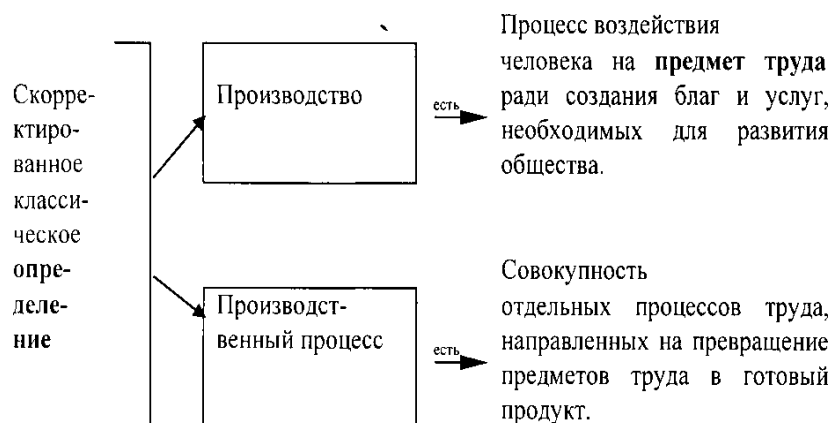 Скорре-
ктиро-
ванное
класси-
ческое
опре-
деле-
ние
Производство
есть
Процесс воздействия
человека на предмет труда
ради создания благ и услуг,
необходимых для развития
общества.
Производст-
венный процесс
есть
Совокупность
отдельных процессов труда,
направленных на превращение
предметов труда в готовый
продукт.